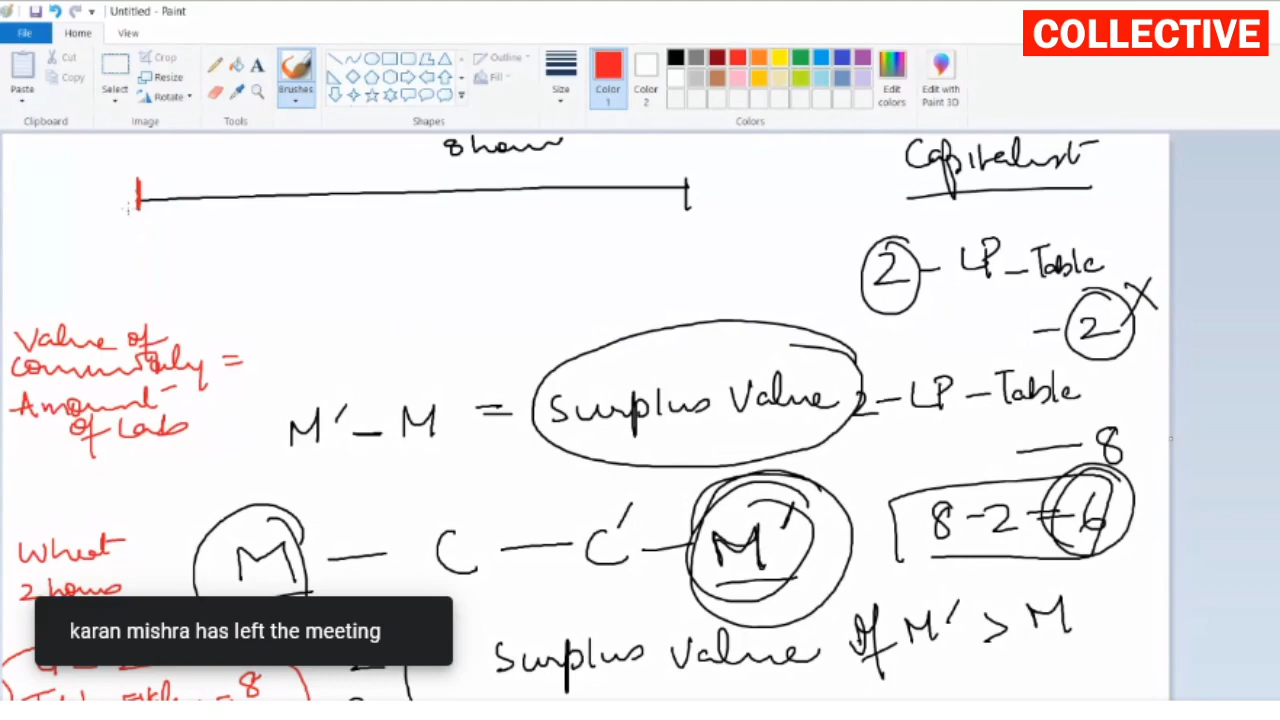 Untitled - Paint
COLLECTIVE
File
Home
View
Paste
Cut
Copy
Clipboard
Select
Crop
Resize
Rotate
Image
Tools
Brushes
Outline
Fill
Shapes
Size
Color 1
Color 2
Edit colors
Edit with Paint 3D
Colors
8 hour
Capitalist
2 - LP - Table
- 2 X
Value of
commodity =
Amount
of Lab
M' - M = Surplus Value
2 - LP - Table
- 8
8 - 2 = 6
M - C - C' - M'
Wheat
2 hours
Surplus Value If M' > M
karan mishra has left the meeting
8